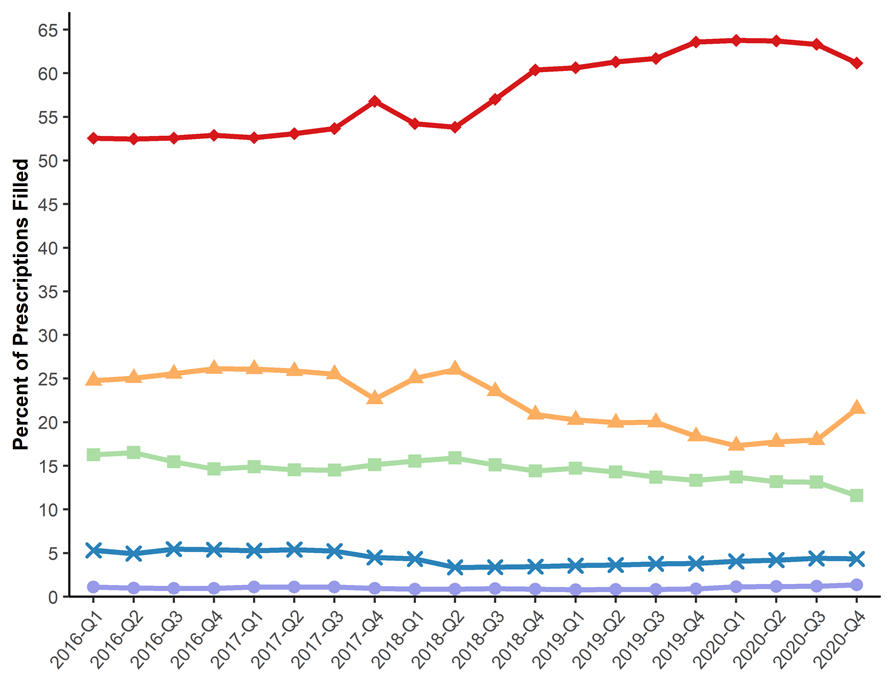 Percent of Prescriptions Filled
65
60
55
50
45
40
35
30
25
20
15
10
5
0
2016-Q1
2016-Q2
2016-Q3
2016-Q4
2017-Q1
2017-Q2
2017-Q3
2017-Q4
2018-Q1
2018-Q2
2018-Q3
2018-Q4
2019-Q1
2019-Q2
2019-Q3
2019-Q4
2020-Q1
2020-Q2
2020-Q3
2020-Q4